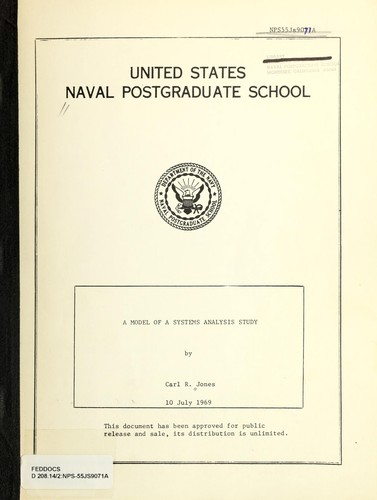 NPS55Js9071A
UNITED STATES
NAVAL POSTGRADUATE SCHOOL
DEPARTMENT OF THE NAVY
NAVAL POSTGRADUATE SCHOOL
A MODEL OF A SYSTEMS ANALYSIS STUDY
by
Carl R. Jones
10 July 1969
This document has been approved for public
release and sale, its distribution is unlimited.
FEDDOCS
D 208.14/2:NPS-55JS9071A